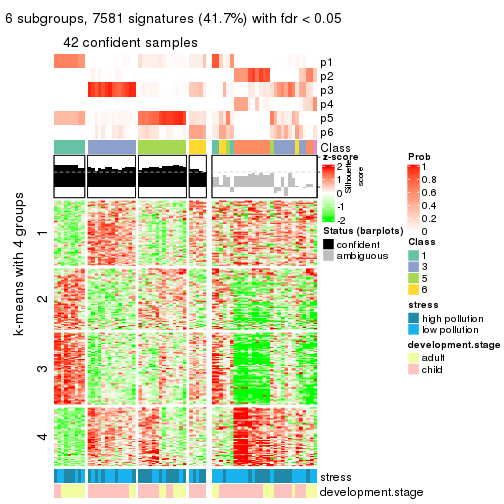 6 subgroups, 7581 signatures (41.7%) with fdr < 0.05
42 confident samples
p1
p2
p3
p4
p5
p6
Class
z-score
2
1
0
-1
-2
Silhouette
score
Status (barplots)
confident
ambiguous
Prob
1
0.8
0.6
0.4
0.2
0
Class
1
3
5
6
stress
high pollution
low pollution
development.stage
adult
child
k-means with 4 groups
1
2
3
4
stress
development.stage